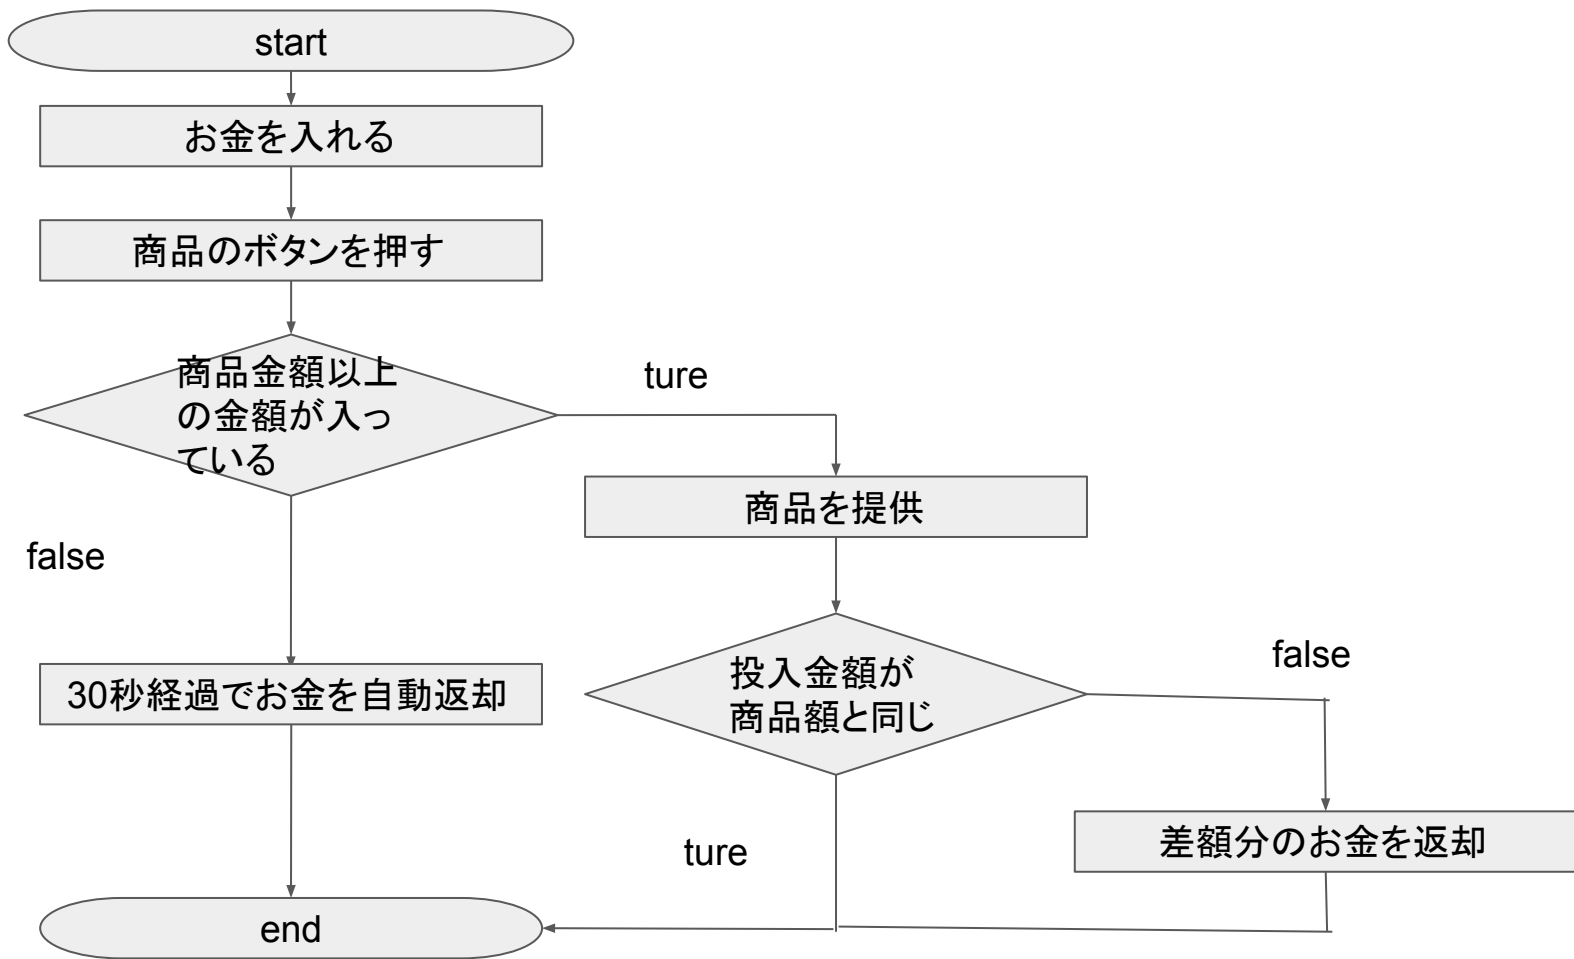 start
お金を入れる
商品のボタンを押す
商品金額以上
の金額が入っ
ている
ture
false
商品を提供
30秒経過でお金を自動返却
投入金額が
商品額と同じ
false
ture
差額分のお金を返却
end